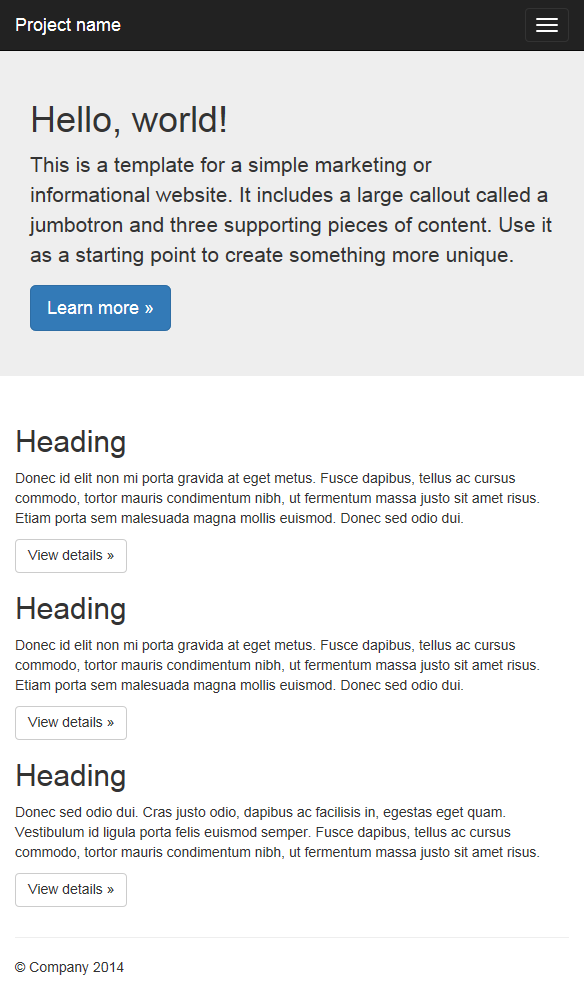 Project name
Hello, world!
This is a template for a simple marketing or
informational website. It includes a large callout called a
jumbotron and three supporting pieces of content. Use it
as a starting point to create something more unique.
Learn more »
Heading
Donec id elit non mi porta gravida at eget metus. Fusce dapibus, tellus ac cursus
commodo, tortor mauris condimentum nibh, ut fermentum massa justo sit amet risus.
Etiam porta sem malesuada magna mollis euismod. Donec sed odio dui.
View details »
Heading
Donec id elit non mi porta gravida at eget metus. Fusce dapibus, tellus ac cursus
commodo, tortor mauris condimentum nibh, ut fermentum massa justo sit amet risus.
Etiam porta sem malesuada magna mollis euismod. Donec sed odio dui.
View details »
Heading
Donec sed odio dui. Cras justo odio, dapibus ac facilisis in, egestas eget quam.
Vestibulum id ligula porta felis euismod semper. Fusce dapibus, tellus ac cursus
commodo, tortor mauris condimentum nibh, ut fermentum massa justo sit amet risus.
View details »
© Company 2014